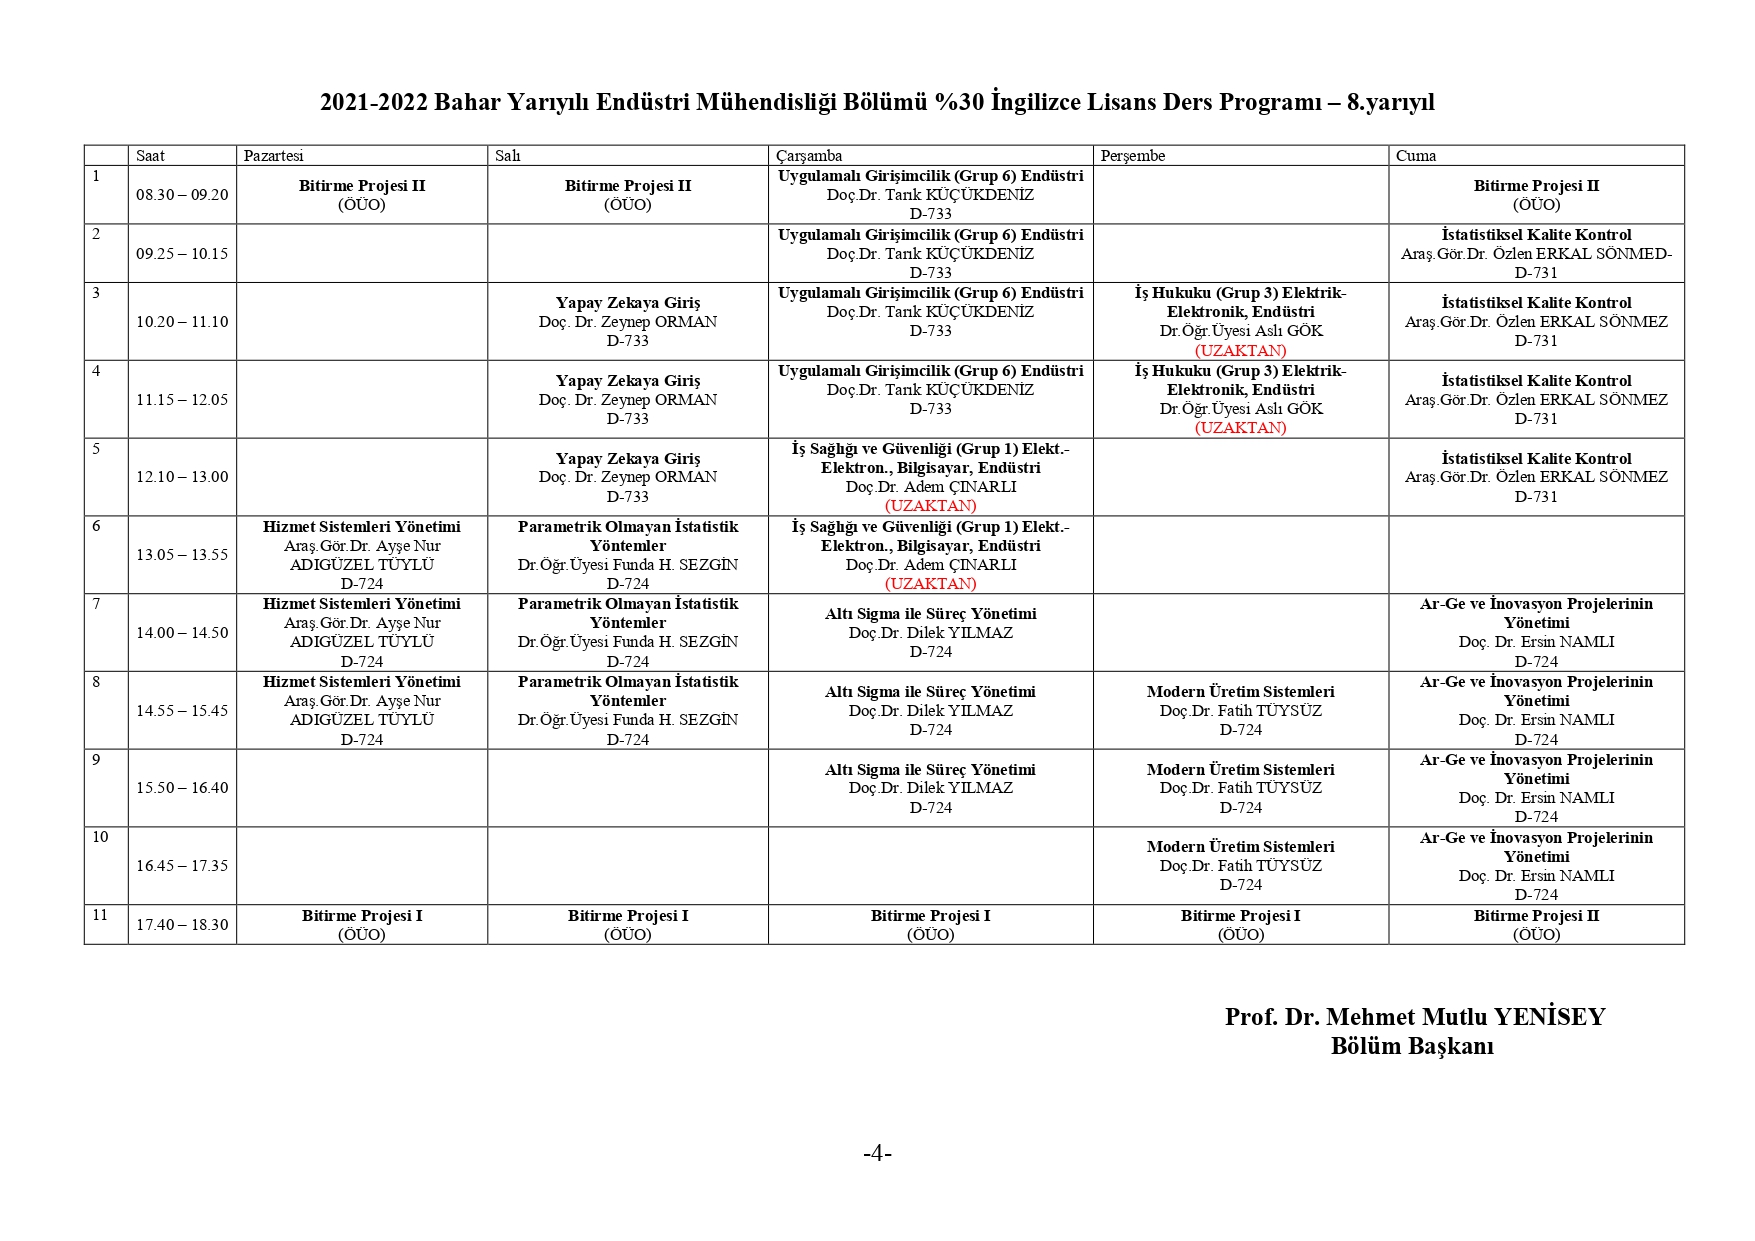 2021-2022 Bahar Yarıyılı Endüstri Mühendisliği Bölümü %30 İngilizce Lisans Ders Programı – 8.yarıyıl
Saat Pazartesi Salı Çarşamba Perşembe Cuma
1
08.30 – 09.20
Bitirme Projesi II
(ÖÜO)
Bitirme Projesi II
(ÖÜO)
Uygulamalı Girişimcilik (Grup 6) Endüstri
Doç.Dr. Tarık KÜÇÜKDENİZ
D-733
Bitirme Projesi II
(ÖÜO)
2
09.25 – 10.15
Uygulamalı Girişimcilik (Grup 6) Endüstri
Doç.Dr. Tarık KÜÇÜKDENİZ
D-733
İstatistiksel Kalite Kontrol
Araş.Gör.Dr. Özlen ERKAL SÖNMED-
D-731
3
10.20 – 11.10
Yapay Zekaya Giriş
Doç. Dr. Zeynep ORMAN
D-733
Uygulamalı Girişimcilik (Grup 6) Endüstri
Doç.Dr. Tarık KÜÇÜKDENİZ
D-733
İş Hukuku (Grup 3) Elektrik-
Elektronik, Endüstri
Dr.Öğr.Üyesi Aslı GÖK
(UZAKTAN)
İstatistiksel Kalite Kontrol
Araş.Gör.Dr. Özlen ERKAL SÖNMEZ
D-731
4
11.15 – 12.05
Yapay Zekaya Giriş
Doç. Dr. Zeynep ORMAN
D-733
Uygulamalı Girişimcilik (Grup 6) Endüstri
Doç.Dr. Tarık KÜÇÜKDENİZ
D-733
İş Hukuku (Grup 3) Elektrik-
Elektronik, Endüstri
Dr.Öğr.Üyesi Aslı GÖK
(UZAKTAN)
İstatistiksel Kalite Kontrol
Araş.Gör.Dr. Özlen ERKAL SÖNMEZ
D-731
5
12.10 – 13.00
Yapay Zekaya Giriş
Doç. Dr. Zeynep ORMAN
D-733
İş Sağlığı ve Güvenliği (Grup 1) Elekt.-
Elektron., Bilgisayar, Endüstri
Doç.Dr. Adem ÇINARLI
(UZAKTAN)
İstatistiksel Kalite Kontrol
Araş.Gör.Dr. Özlen ERKAL SÖNMEZ
D-731
6
13.05 – 13.55
Hizmet Sistemleri Yönetimi
Araş.Gör.Dr. Ayşe Nur
ADIGÜZEL TÜYLÜ
D-724
Parametrik Olmayan İstatistik
Yöntemler
Dr.Öğr.Üyesi Funda H. SEZGİN
D-724
İş Sağlığı ve Güvenliği (Grup 1) Elekt.-
Elektron., Bilgisayar, Endüstri
Doç.Dr. Adem ÇINARLI
(UZAKTAN)
7
14.00 – 14.50
Hizmet Sistemleri Yönetimi
Araş.Gör.Dr. Ayşe Nur
ADIGÜZEL TÜYLÜ
D-724
Parametrik Olmayan İstatistik
Yöntemler
Dr.Öğr.Üyesi Funda H. SEZGİN
D-724
Altı Sigma ile Süreç Yönetimi
Doç.Dr. Dilek YILMAZ
D-724
Ar-Ge ve İnovasyon Projelerinin
Yönetimi
Doç. Dr. Ersin NAMLI
D-724
8
14.55 – 15.45
Hizmet Sistemleri Yönetimi
Araş.Gör.Dr. Ayşe Nur
ADIGÜZEL TÜYLÜ
D-724
Parametrik Olmayan İstatistik
Yöntemler
Dr.Öğr.Üyesi Funda H. SEZGİN
D-724
Altı Sigma ile Süreç Yönetimi
Doç.Dr. Dilek YILMAZ
D-724
Modern Üretim Sistemleri
Doç.Dr. Fatih TÜYSÜZ
D-724
Ar-Ge ve İnovasyon Projelerinin
Yönetimi
Doç. Dr. Ersin NAMLI
D-724
9
15.50 – 16.40
Altı Sigma ile Süreç Yönetimi
Doç.Dr. Dilek YILMAZ
D-724
Modern Üretim Sistemleri
Doç.Dr. Fatih TÜYSÜZ
D-724
Ar-Ge ve İnovasyon Projelerinin
Yönetimi
Doç. Dr. Ersin NAMLI
D-724
10
16.45 – 17.35
Modern Üretim Sistemleri
Doç.Dr. Fatih TÜYSÜZ
D-724
Ar-Ge ve İnovasyon Projelerinin
Yönetimi
Doç. Dr. Ersin NAMLI
D-724
11
17.40 – 18.30
Bitirme Projesi I
(ÖÜO)
Bitirme Projesi I
(ÖÜO)
Bitirme Projesi I
(ÖÜO)
Bitirme Projesi I
(ÖÜO)
Bitirme Projesi II
(ÖÜO)
Prof. Dr. Mehmet Mutlu YENİSEY
Bölüm Başkanı
-4-